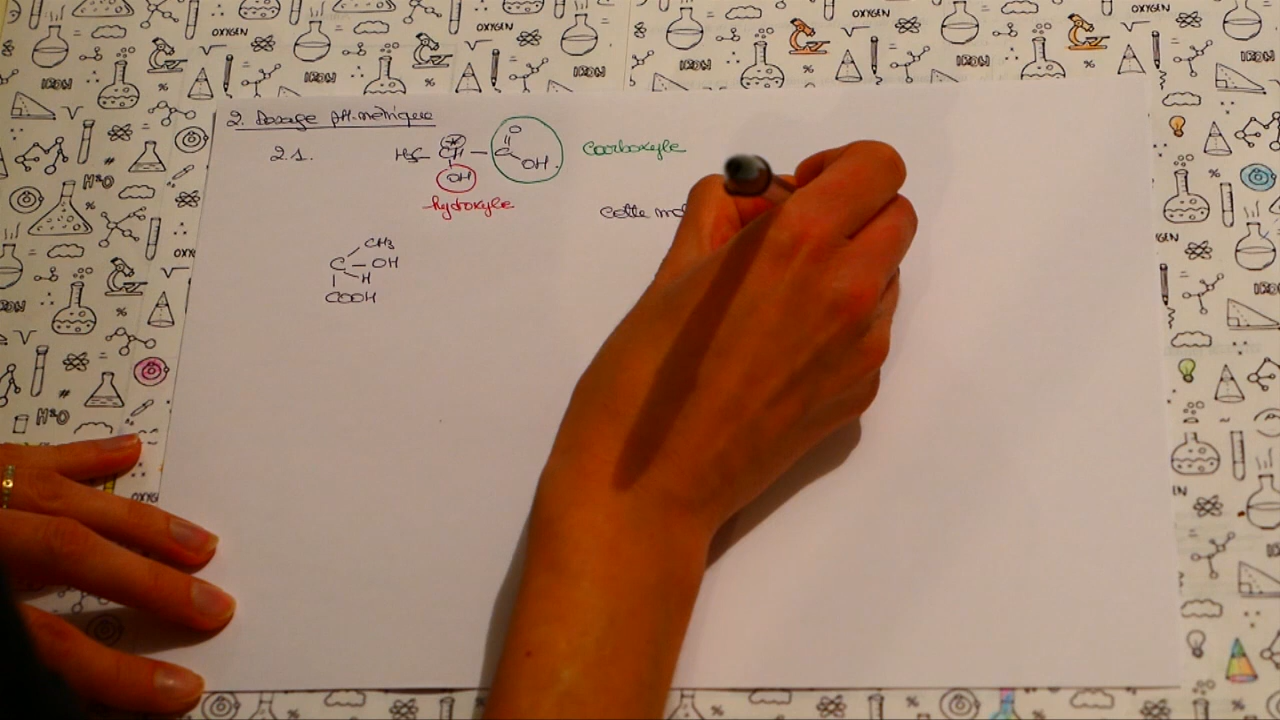 2. Dosage pH-métrique
2.1.
H3C – CH* – C
O
OH
OH
carboxyle
hydroxyle
cette mol
CH3
C – OH
H
COOH
OXYGEN
IRON
H2O